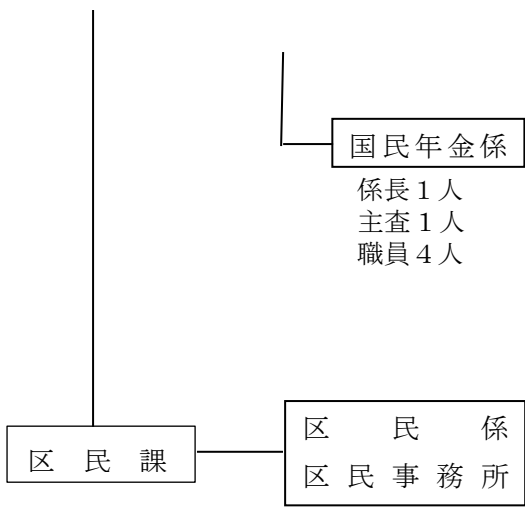 国民年金係
係長１人
主査１人
職員４人
区民課
区民係
区民事務所